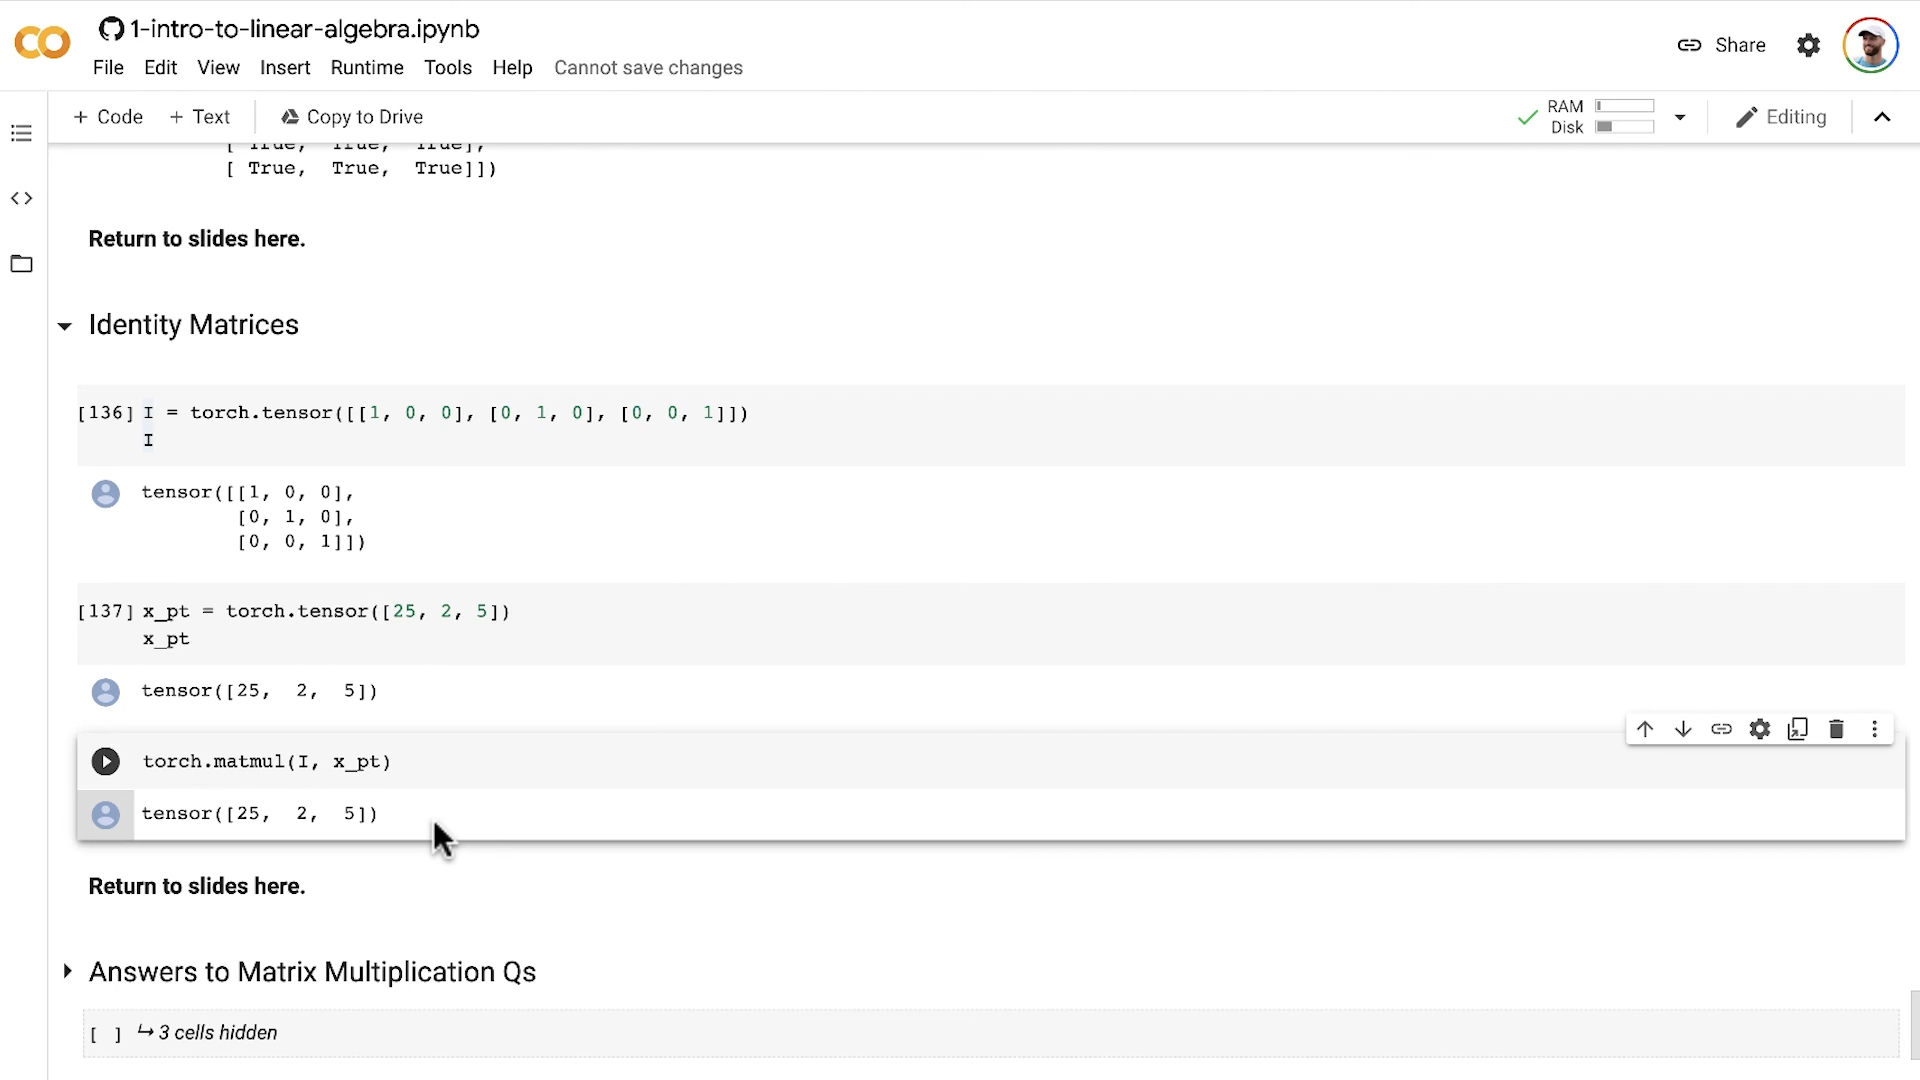 1-intro-to-linear-algebra.ipynb
File Edit View Insert Runtime Tools Help Cannot save changes
Share
+ Code + Text Copy to Drive
RAM
Disk
Editing
[ True, True, True],
[ True, True, True]])
Return to slides here.
Identity Matrices
[136] I = torch.tensor([[1, 0, 0], [0, 1, 0], [0, 0, 1]])
I
tensor([[1, 0, 0],
[0, 1, 0],
[0, 0, 1]])
[137] x_pt = torch.tensor([25, 2, 5])
x_pt
tensor([25, 2, 5])
torch.matmul(I, x_pt)
tensor([25, 2, 5])
Return to slides here.
Answers to Matrix Multiplication Qs
[ ] ↪ 3 cells hidden